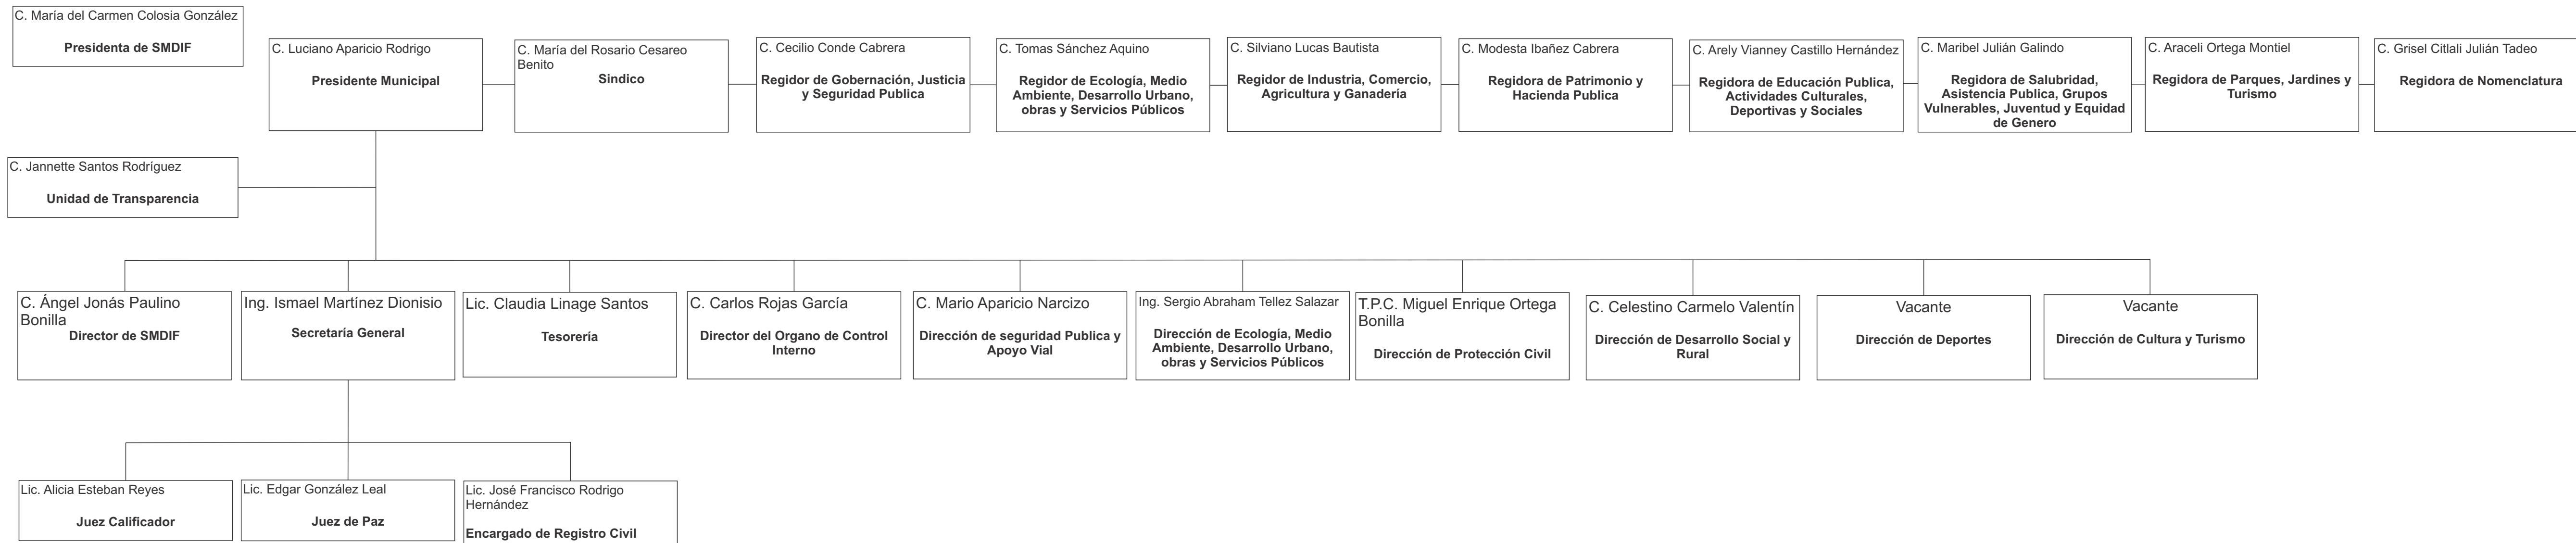 C. María del Carmen Colosia González
Presidenta de SMDIF
C. Luciano Aparicio Rodrigo
Presidente Municipal
C. María del Rosario Cesareo
Benito
Sindico
C. Cecilio Conde Cabrera
Regidor de Gobernación, Justicia
y Seguridad Publica
C. Tomas Sánchez Aquino
Regidor de Ecología, Medio
Ambiente, Desarrollo Urbano,
obras y Servicios Públicos
C. Silviano Lucas Bautista
Regidor de Industria, Comercio,
Agricultura y Ganadería
C. Modesta Ibañez Cabrera
Regidora de Patrimonio y
Hacienda Publica
C. Arely Vianney Castillo Hernández
Regidora de Educación Publica,
Actividades Culturales,
Deportivas y Sociales
C. Maribel Julián Galindo
Regidora de Salubridad,
Asistencia Publica, Grupos
Vulnerables, Juventud y Equidad
de Genero
C. Araceli Ortega Montiel
Regidora de Parques, Jardines y
Turismo
C. Grisel Citlali Julián Tadeo
Regidora de Nomenclatura
C. Jannette Santos Rodríguez
Unidad de Transparencia
C. Ángel Jonás Paulino
Bonilla
Director de SMDIF
Ing. Ismael Martínez Dionisio
Secretaría General
Lic. Claudia Linage Santos
Tesorería
C. Carlos Rojas García
Director del Organo de Control
Interno
C. Mario Aparicio Narcizo
Dirección de seguridad Publica y
Apoyo Vial
Ing. Sergio Abraham Tellez Salazar
Dirección de Ecología, Medio
Ambiente, Desarrollo Urbano,
obras y Servicios Públicos
T.P.C. Miguel Enrique Ortega
Bonilla
Dirección de Protección Civil
C. Celestino Carmelo Valentín
Dirección de Desarrollo Social y
Rural
Vacante
Dirección de Deportes
Vacante
Dirección de Cultura y Turismo
Lic. Alicia Esteban Reyes
Juez Calificador
Lic. Edgar González Leal
Juez de Paz
Lic. José Francisco Rodrigo
Hernández
Encargado de Registro Civil